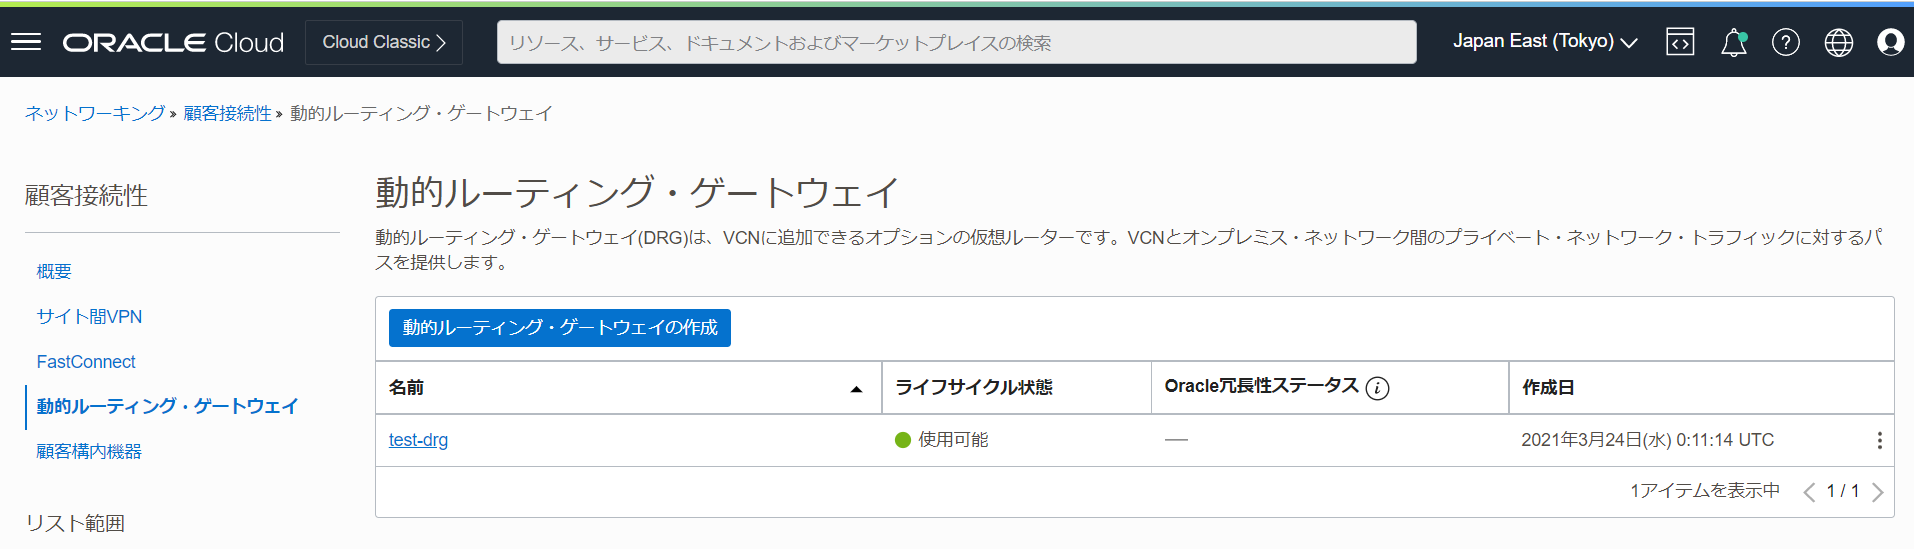 ORACLE Cloud
Cloud Classic
リソース、サービス、ドキュメントおよびマーケットプレイスの検索
Japan East (Tokyo)
ネットワーキング » 顧客接続性 » 動的ルーティング・ゲートウェイ
顧客接続性
概要
サイト間VPN
FastConnect
動的ルーティング・ゲートウェイ
顧客構内機器
リスト範囲
動的ルーティング・ゲートウェイ
動的ルーティング・ゲートウェイ(DRG)は、VCNに追加できるオプションの仮想ルーターです。VCNとオンプレミス・ネットワーク間のプライベート・ネットワーク・トラフィックに対するパ
スを提供します。
動的ルーティング・ゲートウェイの作成
名前 ライフサイクル状態 Oracle冗長性ステータス 作成日
test-drg 使用可能 — 2021年3月24日(水) 0:11:14 UTC
1アイテムを表示中 1 / 1